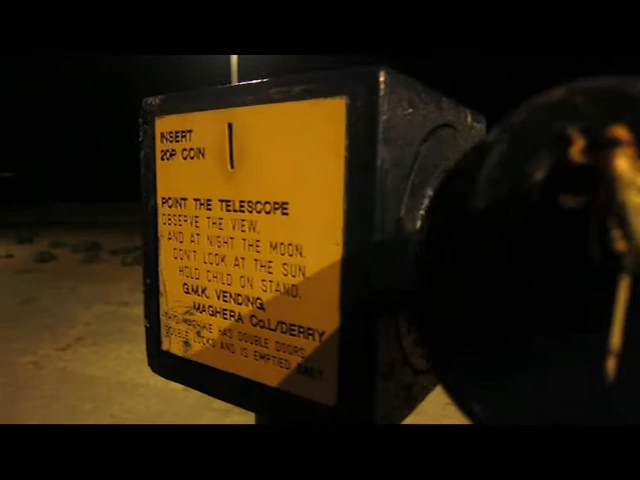 INSERT
20P COIN
POINT THE TELESCOPE
OBSERVE THE VIEW.
AND AT NIGHT THE MOON.
DON'T LOOK AT THE SUN
HOLD CHILD ON STAND.
G.M.K. VENDING,
MAGHERA Co.L/DERRY
THIS MACHINE HAS DOUBLE DOORS
DOUBLE LOCKS AND IS EMPTIED DAILY